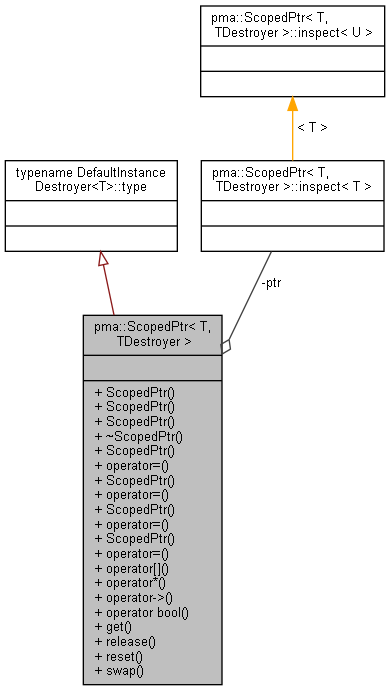 pma::ScopedPtr< T,
TDestroyer >::inspect< U >
< T >
typename DefaultInstance
Destroyer<T>::type
pma::ScopedPtr< T,
TDestroyer >::inspect< T >
-ptr
pma::ScopedPtr< T,
TDestroyer >
+ ScopedPtr()
+ ScopedPtr()
+ ScopedPtr()
+ ~ScopedPtr()
+ ScopedPtr()
+ operator=()
+ ScopedPtr()
+ operator=()
+ ScopedPtr()
+ operator=()
+ ScopedPtr()
+ operator=()
+ operator[]()
+ operator*()
+ operator->()
+ operator bool()
+ get()
+ release()
+ reset()
+ swap()